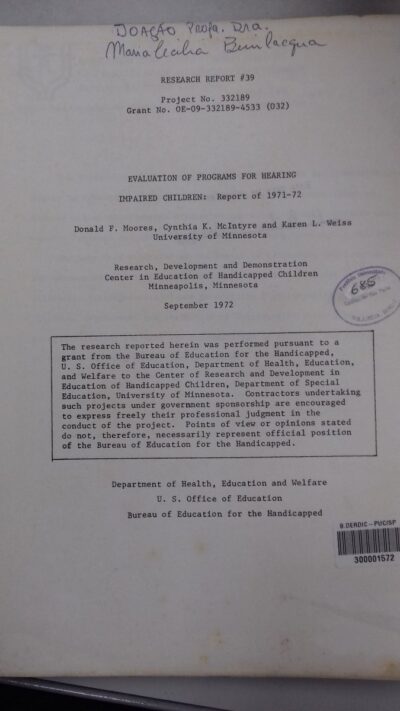 DOAÇÃO Profa. Dra.
Maria Cecilia Bevilacqua
RESEARCH REPORT #39
Project No. 332189
Grant No. OE-09-332189-4533 (032)
EVALUATION OF PROGRAMS FOR HEARING
IMPAIRED CHILDREN: Report of 1971-72
Donald F. Moores, Cynthia K. McIntyre and Karen L. Weiss
University of Minnesota
Research, Development and Demonstration
Center in Education of Handicapped Children
Minneapolis, Minnesota
September 1972
685
The research reported herein was performed pursuant to a
grant from the Bureau of Education for the Handicapped,
U. S. Office of Education, Department of Health, Education,
and Welfare to the Center of Research and Development in
Education of Handicapped Children, Department of Special
Education, University of Minnesota. Contractors undertaking
such projects under government sponsorship are encouraged
to express freely their professional judgment in the
conduct of the project. Points of view or opinions stated
do not, therefore, necessarily represent official position
of the Bureau of Education for the Handicapped.
Department of Health, Education and Welfare
U. S. Office of Education
Bureau of Education for the Handicapped
B.DERDIC - PUC/SP
300001572